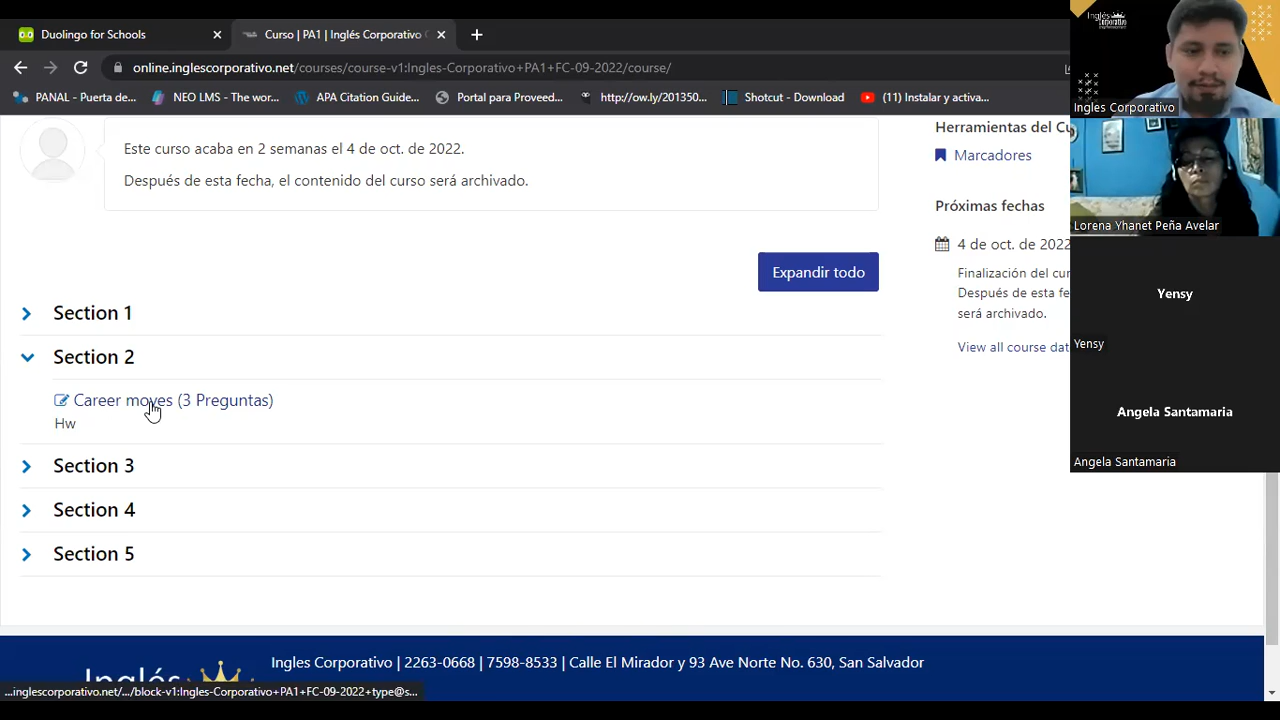 Duolingo for Schools
Curso | PA1 | Inglés Corporativo
online.inglescorporativo.net/courses/course-v1:Ingles-Corporativo+PA1+FC-09-2022/course/
PANAL - Puerta de...
NEO LMS - The wor...
APA Citation Gene...
Portal para Proveed...
http://ow.ly/201350...
Shotcut - Download
(11) Instalar y activa...
Este curso acaba en 2 semanas el 4 de oct. de 2022.
Después de esta fecha, el contenido del curso será archivado.
Expandir todo
Section 1
Section 2
Career moves (3 Preguntas)
Hw
Section 3
Section 4
Section 5
Herramientas del Cu
Marcadores
Próximas fechas
4 de oct. de 2022
Finalización del cur
Después de esta fe
será archivado.
View all course dat
Inglés
Ingles Corporativo | 2263-0668 | 7598-8533 | Calle El Mirador y 93 Ave Norte No. 630, San Salvador
...inglescorporativo.net/.../block-v1:Ingles-Corporativo+PA1+FC-09-2022+type@s...
Inglés
Corporativo
Ingles Corporativo
Lorena Yhanet Peña Avelar
Yensy
Yensy
Angela Santamaria
Angela Santamaria